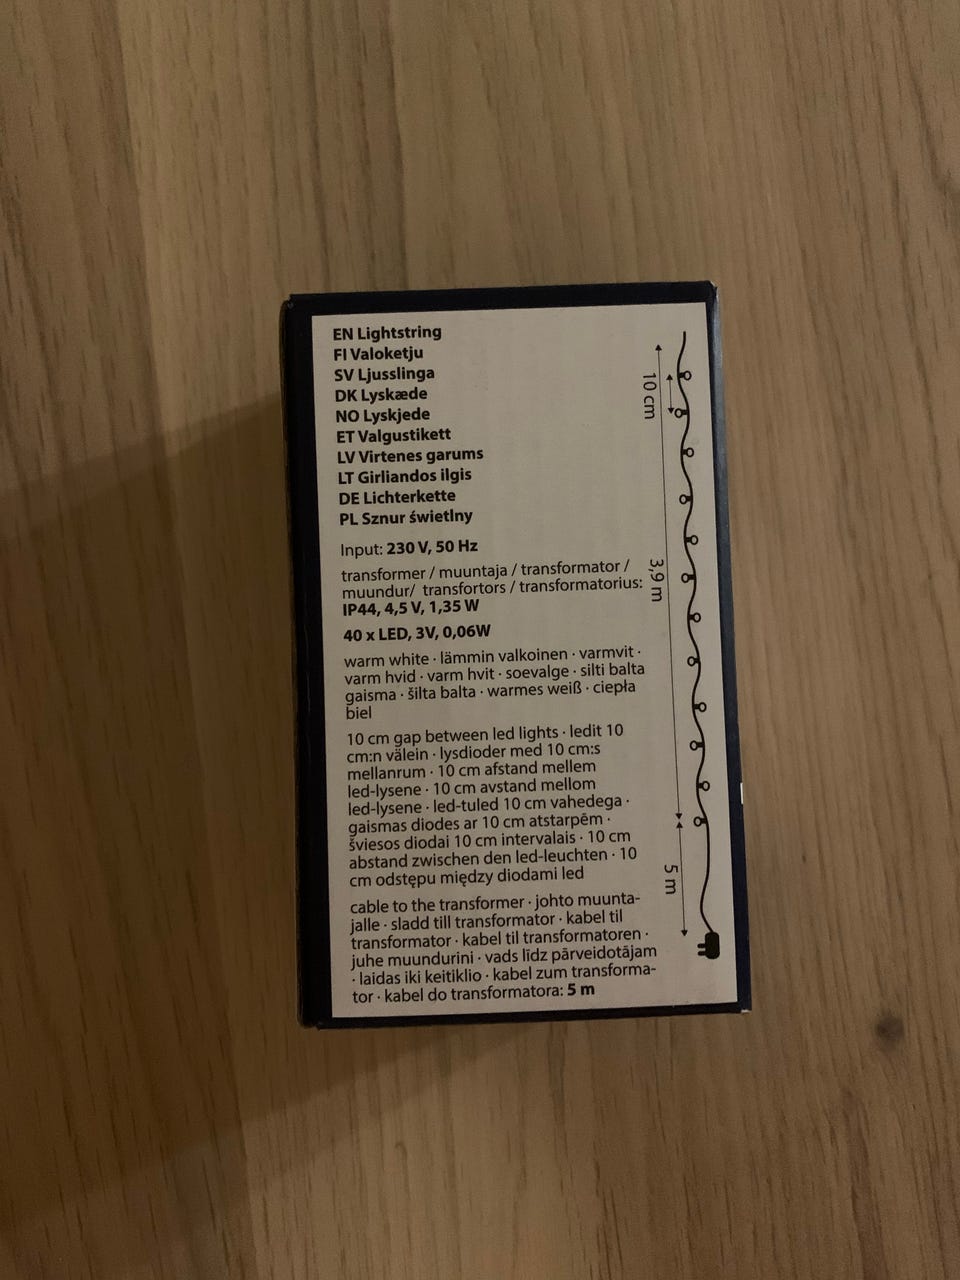 EN Lightstring
FI Valoketju
SV Ljusslinga
DK Lyskæde
NO Lyskjede
ET Valgustikett
LV Virtenes garums
LT Girliandos ilgis
DE Lichterkette
PL Sznur świetlny
Input: 230 V, 50 Hz
transformer / muuntaja / transformator /
muundur/ transfortors / transformatorius:
IP44, 4,5 V, 1,35 W
40 x LED, 3V, 0,06W
warm white · lämmin valkoinen · varmvit ·
varm hvid · varm hvit · soevalge · silti balta
gaisma · šilta balta · warmes weiß · ciepła
biel
10 cm gap between led lights · ledit 10
cm:n välein · lysdioder med 10 cm:s
mellanrum · 10 cm afstand mellem
led-lysene · 10 cm avstand mellom
led-lysene · led-tuled 10 cm vahedega ·
gaismas diodes ar 10 cm atstarpēm ·
šviesos diodai 10 cm intervalais · 10 cm
abstand zwischen den led-leuchten · 10
cm odstępu między diodami led
cable to the transformer · johto muunta-
jalle · sladd till transformator · kabel til
transformator · kabel til transformatoren ·
juhe muundurini · vads līdz pārveidotājam
· laidas iki keitiklio · kabel zum transforma-
tor · kabel do transformatora: 5 m
10 cm
3,9 m
5 m